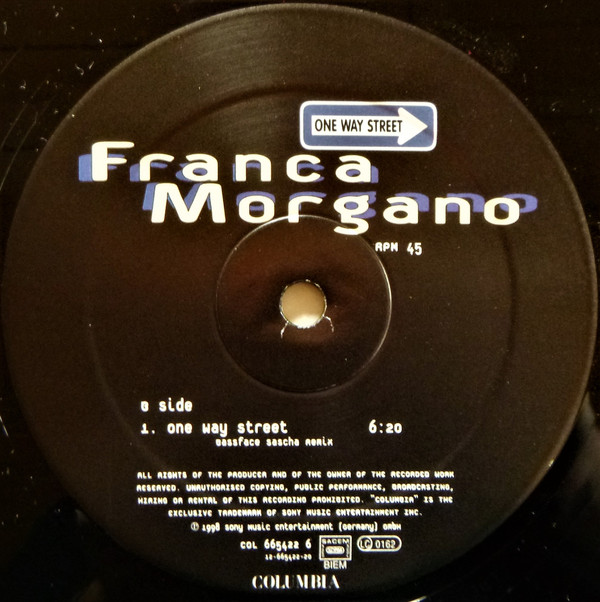 ONE WAY STREET
Franca
Morgano
RPM 45
B side
1. one way street 6:20
bassface sascha remix
ALL RIGHTS OF THE PRODUCER AND OF THE OWNER OF THE RECORDED WORK
RESERVED. UNAUTHORISED COPYING, PUBLIC PERFORMANCE, BROADCASTING,
HIRING OR RENTAL OF THIS RECORDING PROHIBITED. "COLUMBIA" IS THE
EXCLUSIVE TRADEMARK OF SONY MUSIC ENTERTAINMENT INC.
℗ 1998 sony music entertainment (Germany) GmbH
COL 665422 6 SACEM LC 0162
12-665422-20 BIEM
COLUMBIA